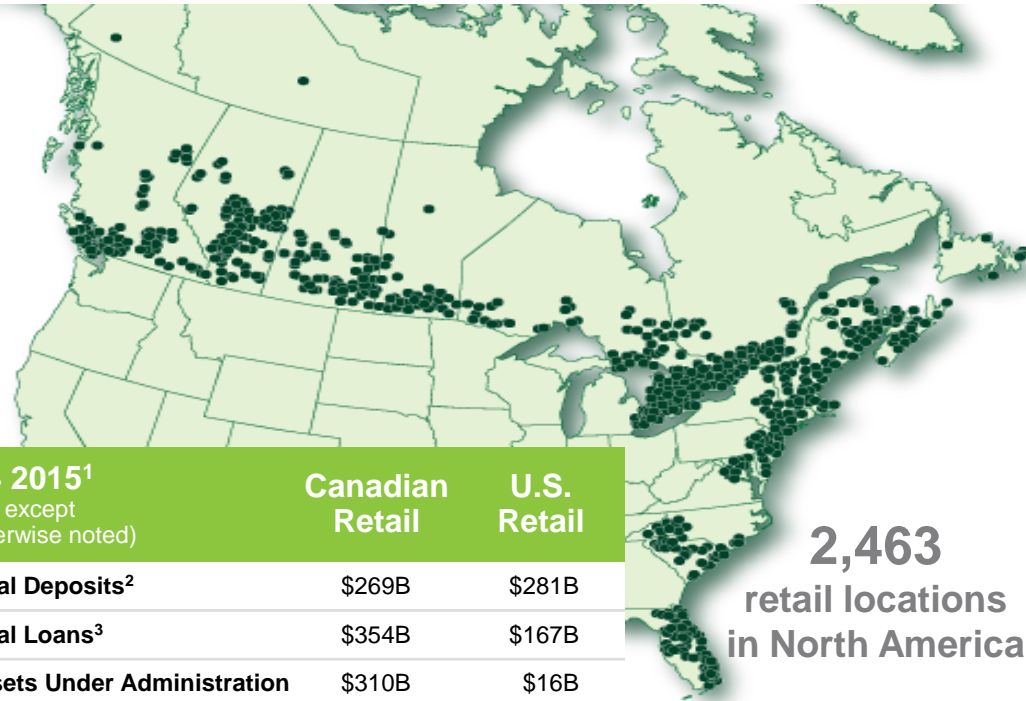 2015¹
except
erwise noted)
Canadian
Retail
U.S.
Retail
al Deposits² $269B $281B
al Loans³ $354B $167B
sets Under Administration $310B $16B
2,463
retail locations
in North America